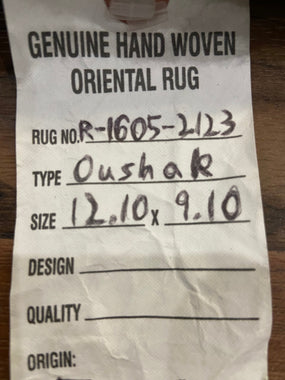 GENUINE HAND WOVEN
ORIENTAL RUG
RUG NO. R-1605-2123
TYPE Oushak
SIZE 12.10 x 9.10
DESIGN
QUALITY
ORIGIN: